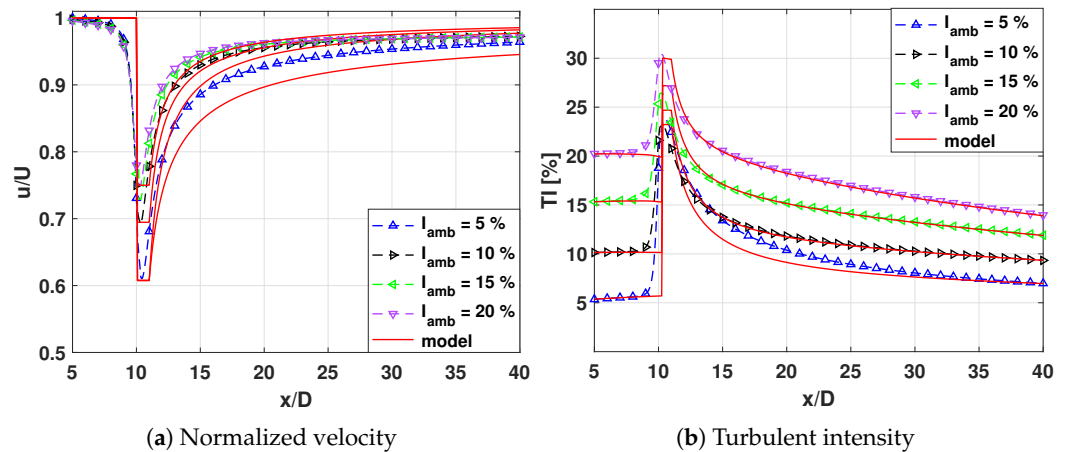 1
0.9
0.8
0.7
0.6
0.5
u/U
5 10 15 20 25 30 35 40
x/D
I_amb = 5 %
I_amb = 10 %
I_amb = 15 %
I_amb = 20 %
model
(a) Normalized velocity
30
25
20
15
10
5
TI [%]
5 10 15 20 25 30 35 40
x/D
I_amb = 5 %
I_amb = 10 %
I_amb = 15 %
I_amb = 20 %
model
(b) Turbulent intensity